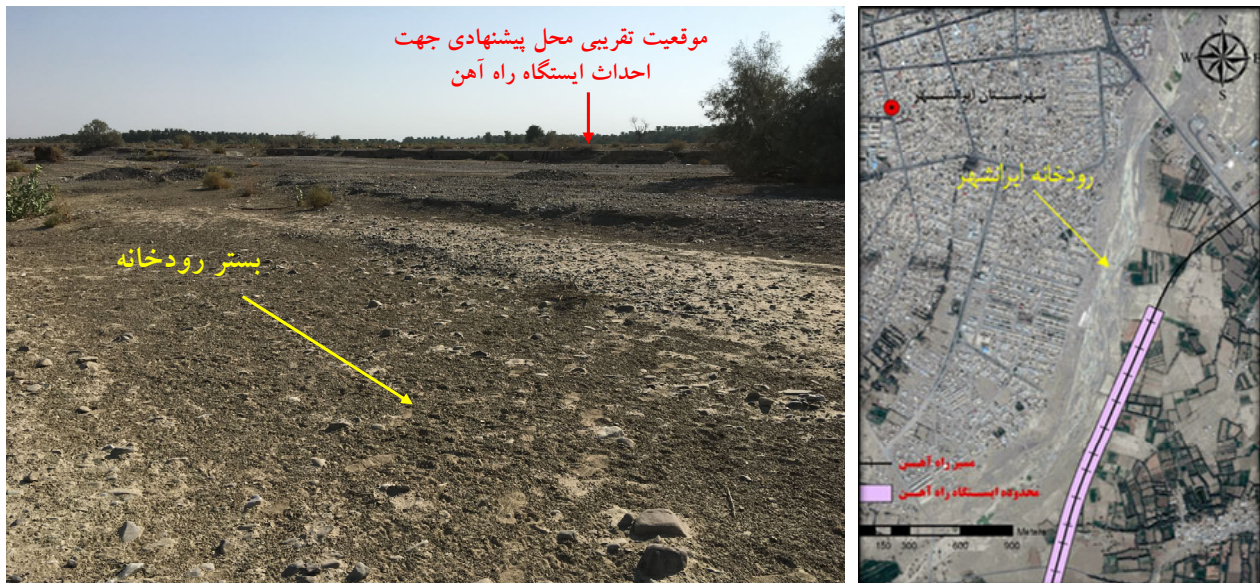 موقعیت تقریبی محل پیشنهادی جهت
احداث ایستگاه راه آهن
بستر رودخانه
N
W
E
S
شهرستان ایرانشهر
رودخانه ایرانشهر
مسیر راه آهن
محدوده ایستگاه راه آهن
Meters
150 300 600 900